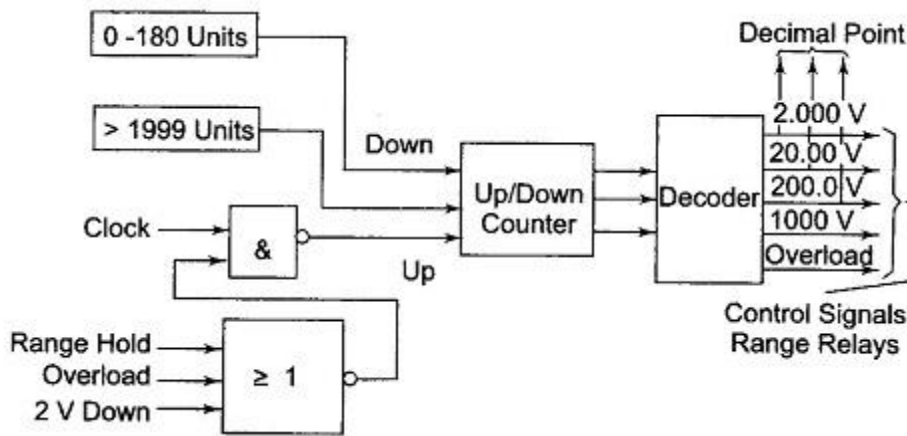 0 -180 Units
Decimal Point
> 1999 Units
Down
2.000 V
20.00 V
200.0 V
1000 V
Overload
Up/Down
Counter
Decoder
Clock
&
Up
Control Signals
Range Relays
Range Hold
Overload
2 V Down
≥ 1